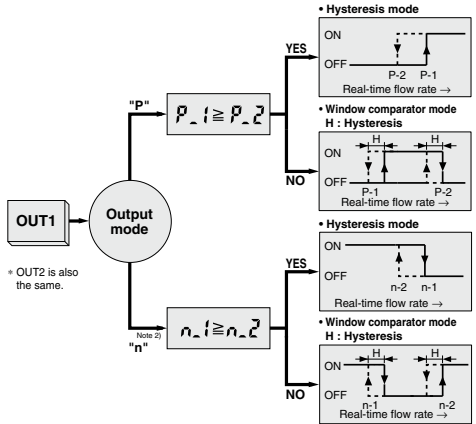 • Hysteresis mode
ON
OFF
P-2 P-1
Real-time flow rate →
YES
"P"
P_1 ≧ P_2
• Window comparator mode
H : Hysteresis
H H
ON
OFF
P-1 P-2
Real-time flow rate →
NO
OUT1
Output
mode
* OUT2 is also
the same.
• Hysteresis mode
YES
ON
OFF
n-2 n-1
Real-time flow rate →
Note 2)
"n"
n_1 ≧ n_2
• Window comparator mode
H : Hysteresis
H H
ON
OFF
n-1 n-2
Real-time flow rate →
NO